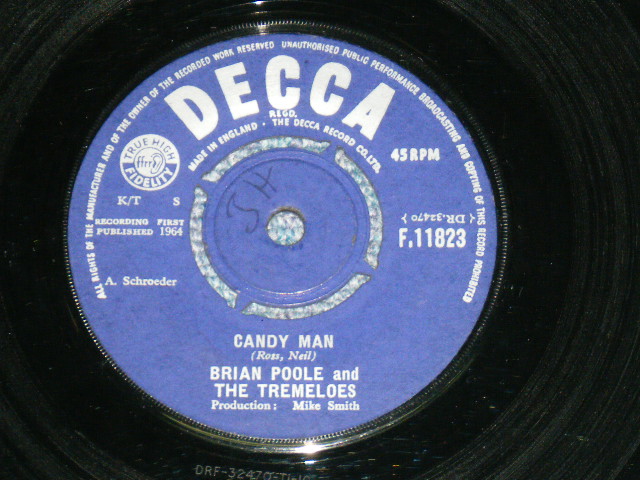 ALL RIGHTS OF THE MANUFACTURER AND OF THE OWNER OF THE RECORDED WORK RESERVED UNAUTHORISED PUBLIC PERFORMANCE BROADCASTING AND COPYING OF THIS RECORD PROHIBITED
DECCA
REGD.
MADE IN ENGLAND · THE DECCA RECORD CO. LTD.
TRUE HIGH
ffrr
FIDELITY
45 RPM
K/T S
RECORDING FIRST
PUBLISHED 1964
(DR.32470)
F.11823
JH
A. Schroeder
CANDY MAN
(Ross, Neil)
BRIAN POOLE and
THE TREMELOES
Production: Mike Smith